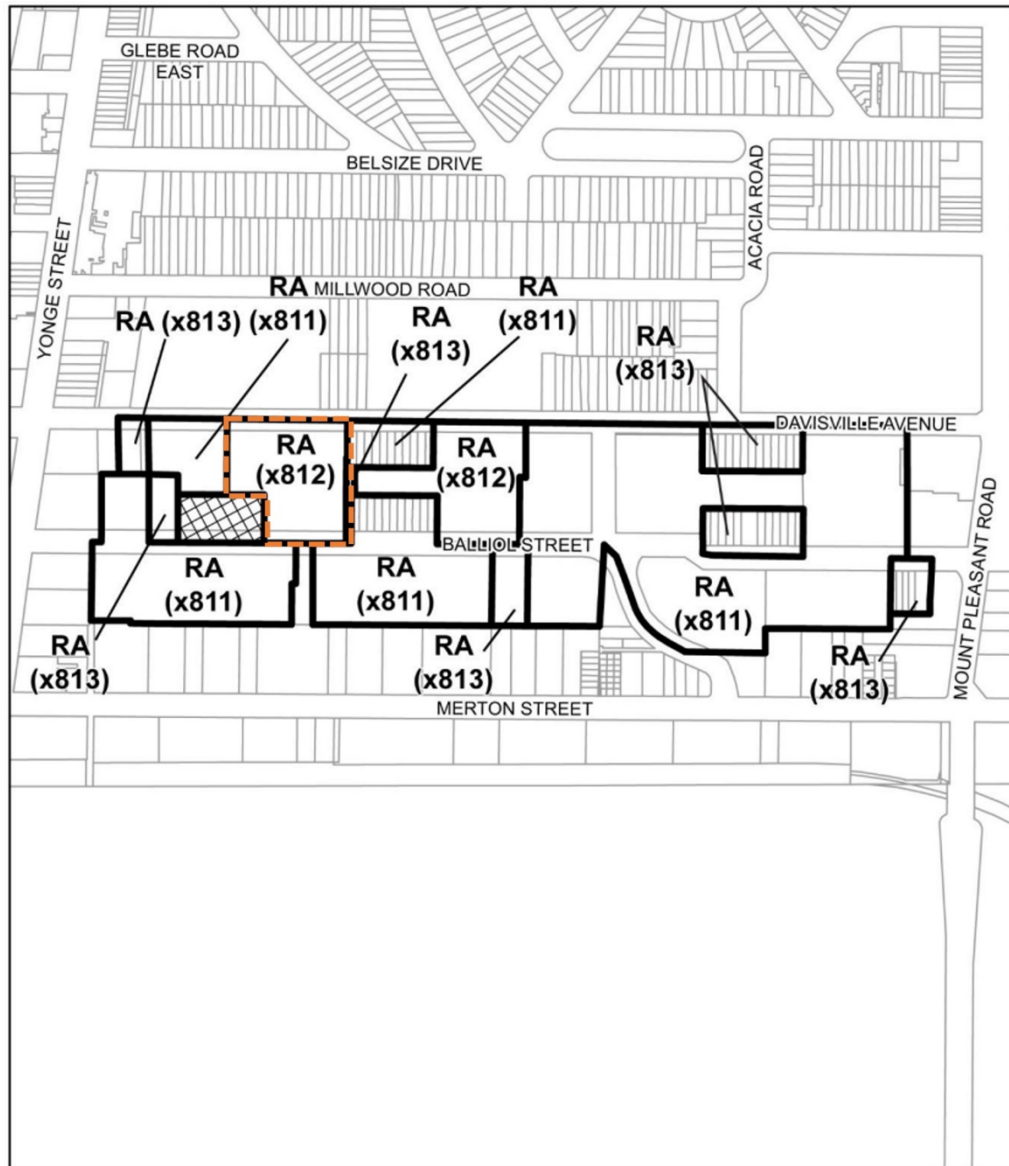 GLEBE ROAD
EAST
BELSIZE DRIVE
ACACIA ROAD
YONGE STREET
MILLWOOD ROAD
RA (x813)
RA
(x811)
RA
(x813)
RA
(x811)
RA
(x813)
DAVISVILLE AVENUE
RA
(x812)
RA
(x812)
BALLIOL STREET
RA
(x811)
RA
(x811)
RA
(x811)
MOUNT PLEASANT ROAD
RA
(x813)
RA
(x813)
RA
(x813)
MERTON STREET